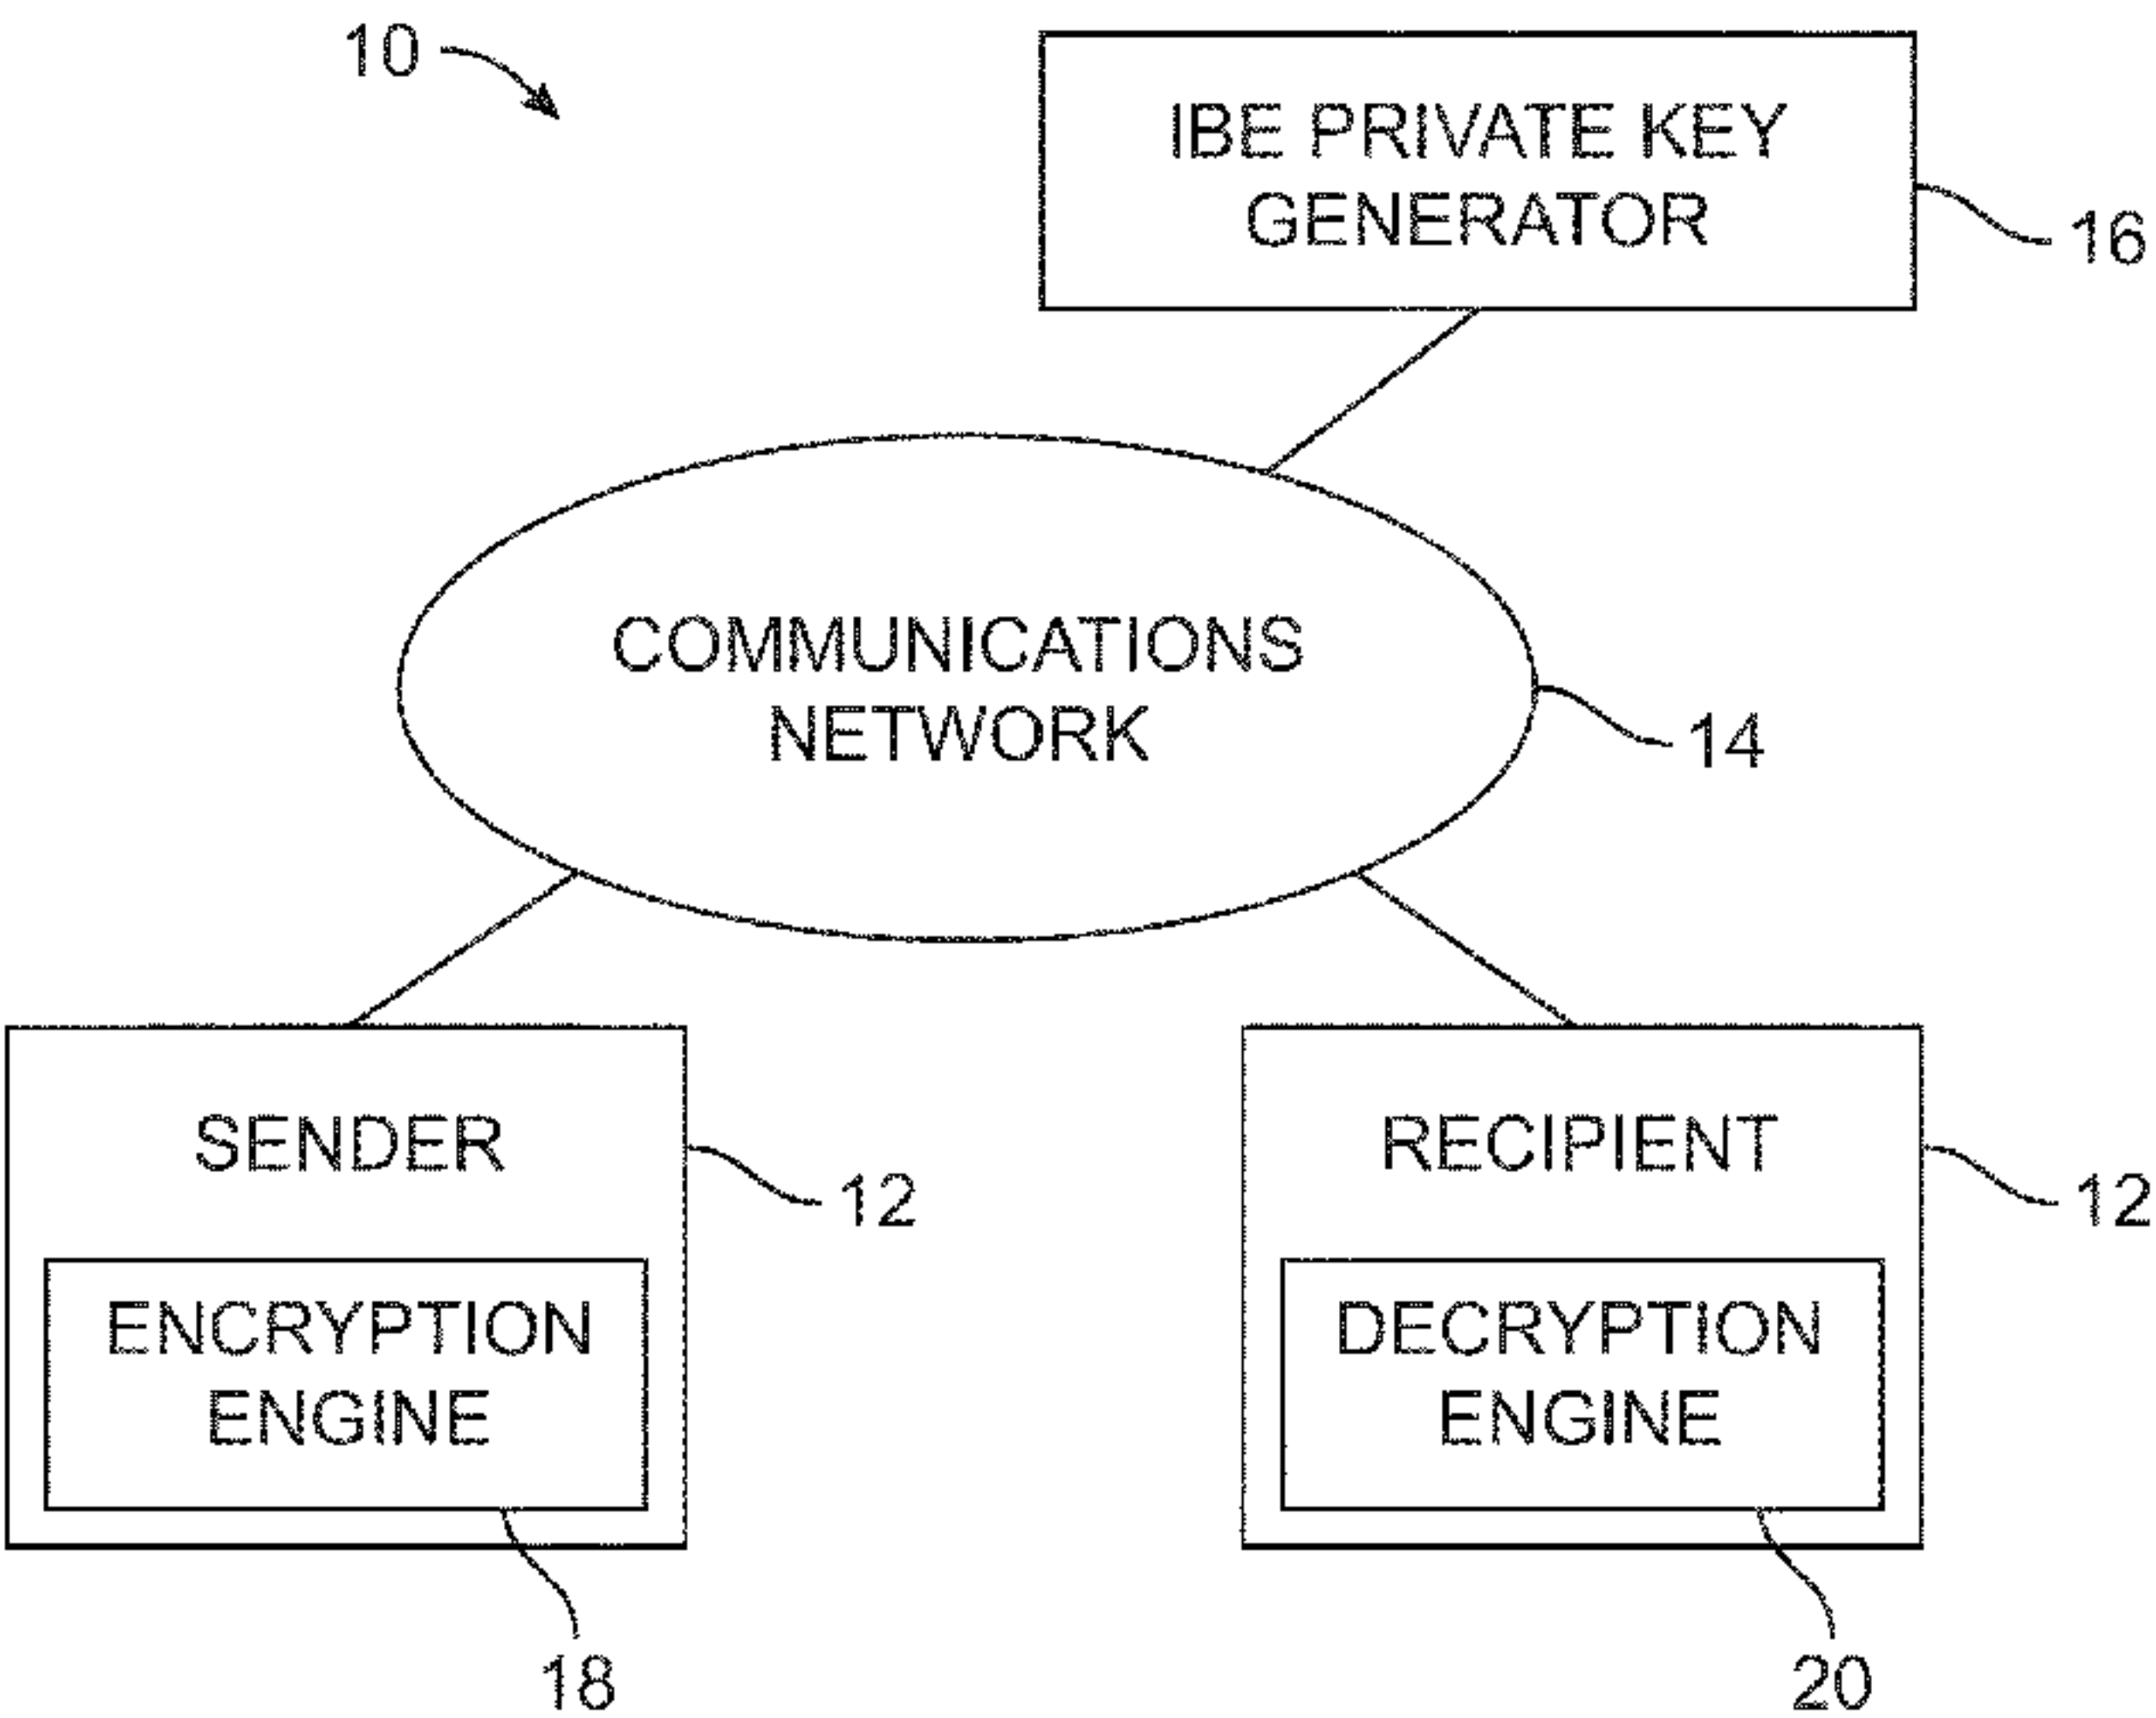 10
IBE PRIVATE KEY
GENERATOR
16
COMMUNICATIONS
NETWORK
14
SENDER
12
ENCRYPTION
ENGINE
18
RECIPIENT
12
DECRYPTION
ENGINE
20